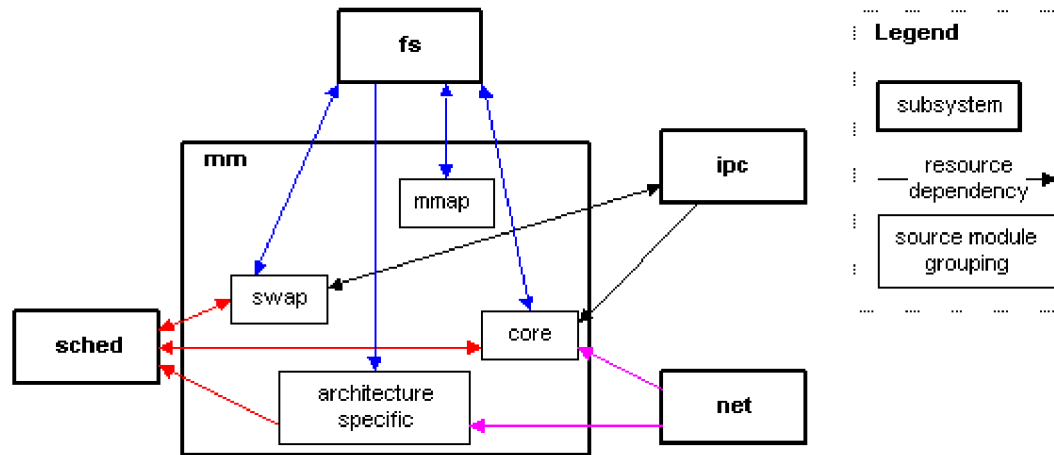 fs
Legend
subsystem
mm
ipc
mmap
resource
dependency
source module
grouping
swap
core
sched
architecture
specific
net